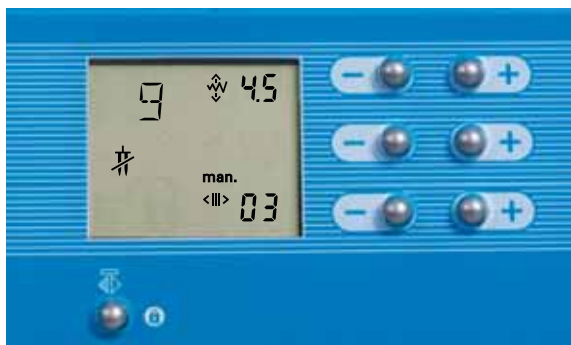 9 4.5 - +
- +
man.
03 - +